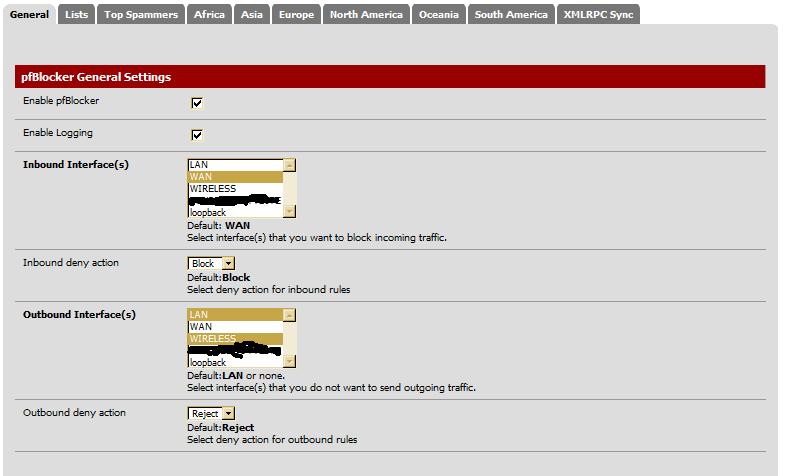 General Lists Top Spammers Africa Asia Europe North America Oceania South America XMLRPC Sync
pfBlocker General Settings
Enable pfBlocker
Enable Logging
Inbound Interface(s)
LAN
WAN
WIRELESS
loopback
Default: WAN
Select interface(s) that you want to block incoming traffic.
Inbound deny action
Block
Default:Block
Select deny action for inbound rules
Outbound Interface(s)
LAN
WAN
WIRELESS
loopback
Default:LAN or none.
Select interface(s) that you do not want to send outgoing traffic.
Outbound deny action
Reject
Default:Reject
Select deny action for outbound rules